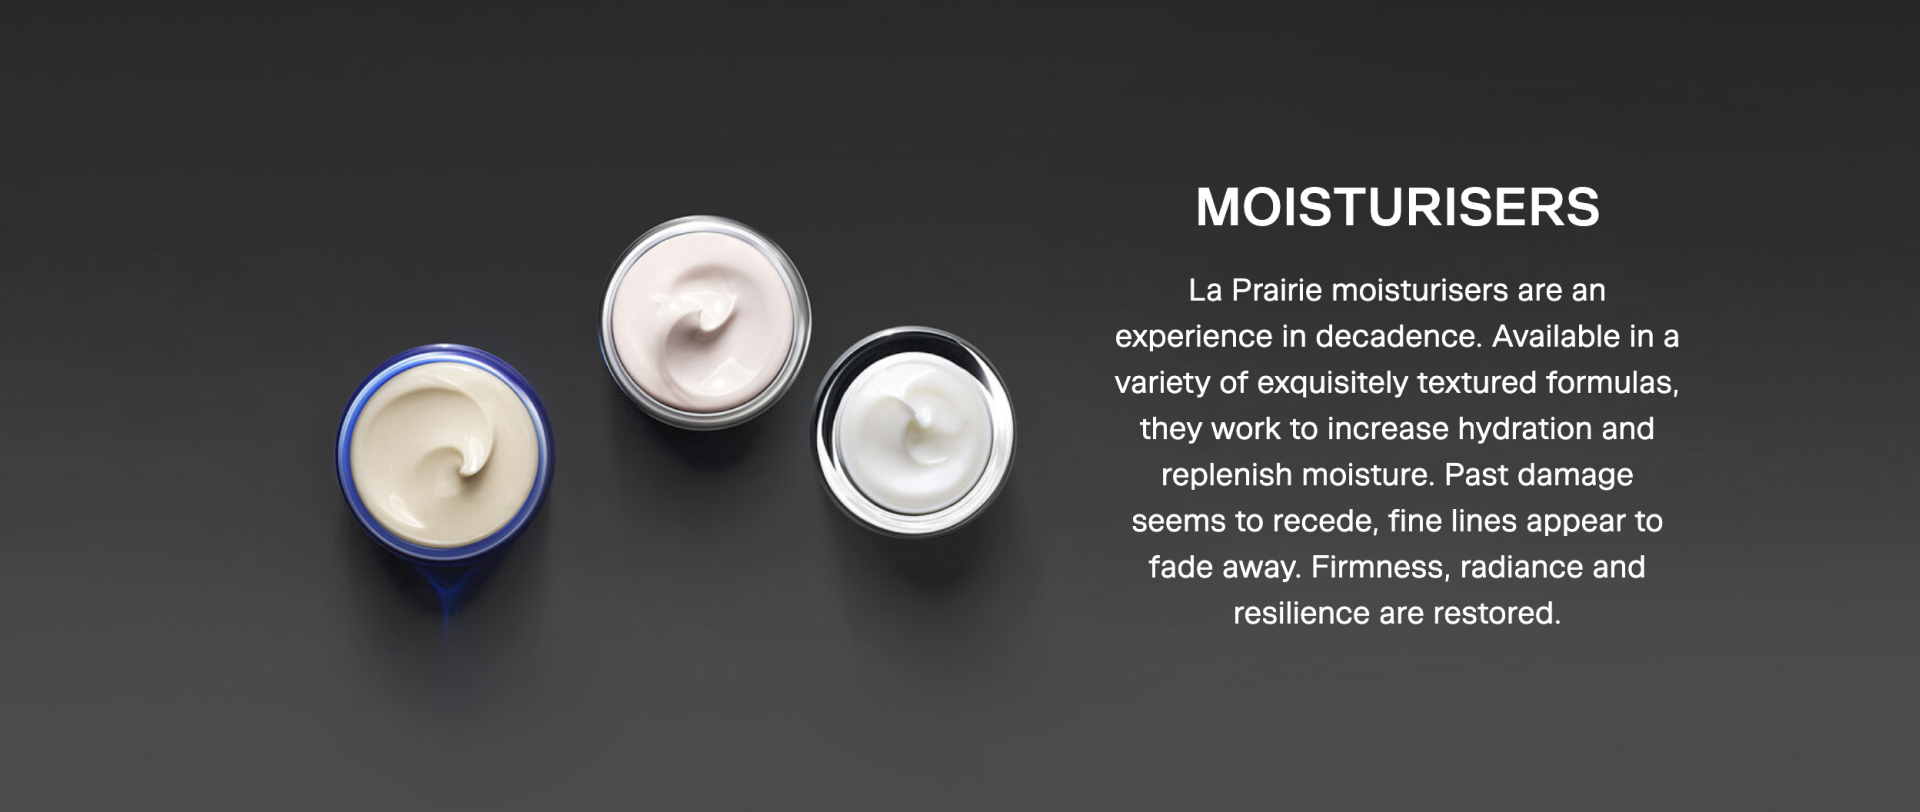 MOISTURISERS
La Prairie moisturisers are an
experience in decadence. Available in a
variety of exquisitely textured formulas,
they work to increase hydration and
replenish moisture. Past damage
seems to recede, fine lines appear to
fade away. Firmness, radiance and
resilience are restored.